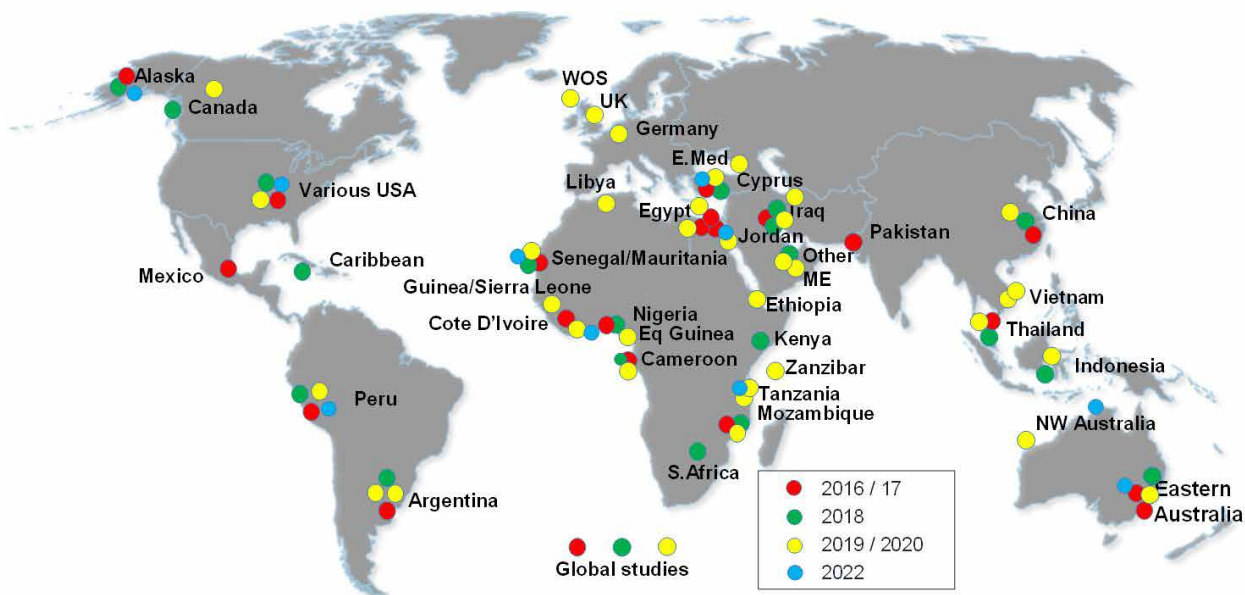 Alaska
Canada
WOS
UK
Germany
E.Med
Various USA
Libya
Cyprus
Egypt
Iraq
China
Jordan
Pakistan
Mexico
Caribbean
Senegal/Mauritania
Other
ME
Guinea/Sierra Leone
Ethiopia
Vietnam
Cote D'Ivoire
Nigeria
Eq Guinea
Thailand
Kenya
Cameroon
Indonesia
Zanzibar
Peru
Tanzania
Mozambique
NW Australia
S.Africa
Argentina
Eastern
Australia
2016 / 17
2018
2019 / 2020
2022
Global studies